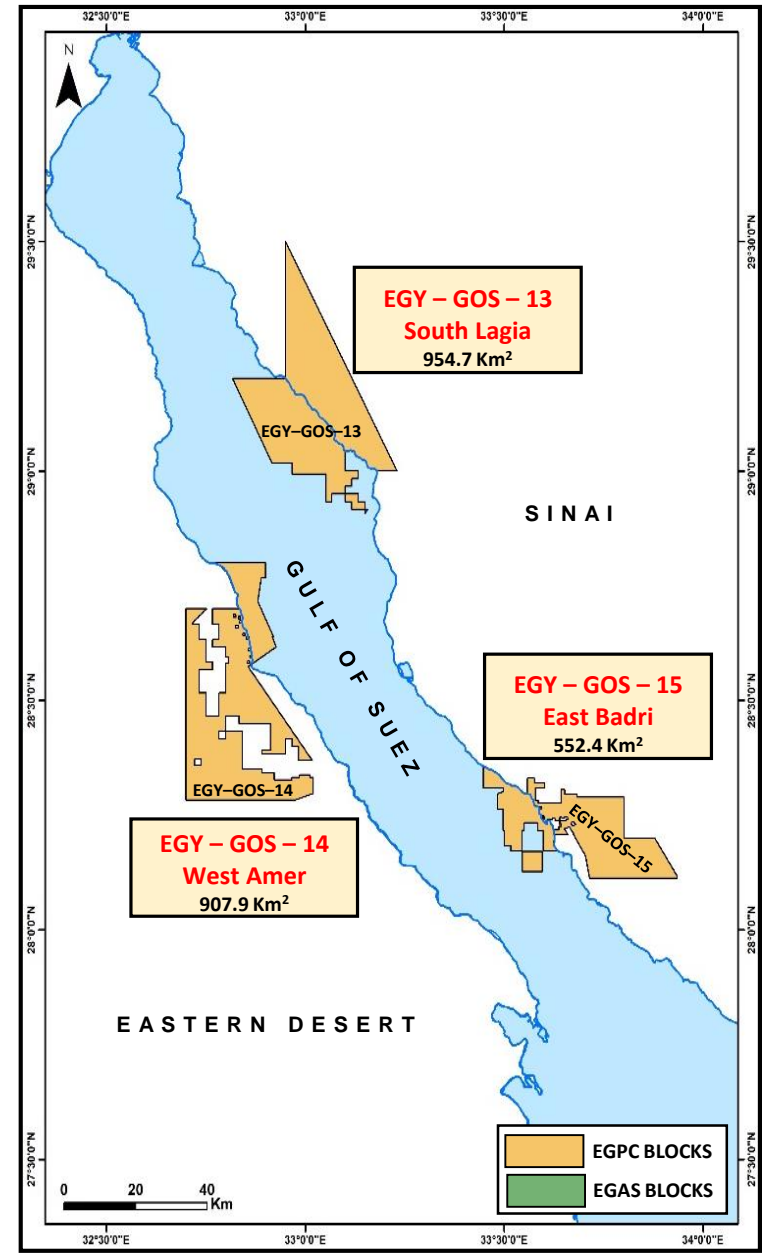 32°30'0"E 33°0'0"E 33°30'0"E 34°0'0"E
N
29°30'0"N 29°30'0"N
EGY – GOS – 13
South Lagia
954.7 Km²
EGY–GOS–13
29°0'0"N 29°0'0"N
SINAI
GULF OF SUEZ
28°30'0"N 28°30'0"N
EGY – GOS – 15
East Badri
552.4 Km²
EGY–GOS–14
EGY–GOS–15
EGY – GOS – 14
West Amer
907.9 Km²
28°0'0"N 28°0'0"N
EASTERN DESERT
EGPC BLOCKS
EGAS BLOCKS
27°30'0"N 27°30'0"N
0 20 40
Km
32°30'0"E 33°0'0"E 33°30'0"E 34°0'0"E